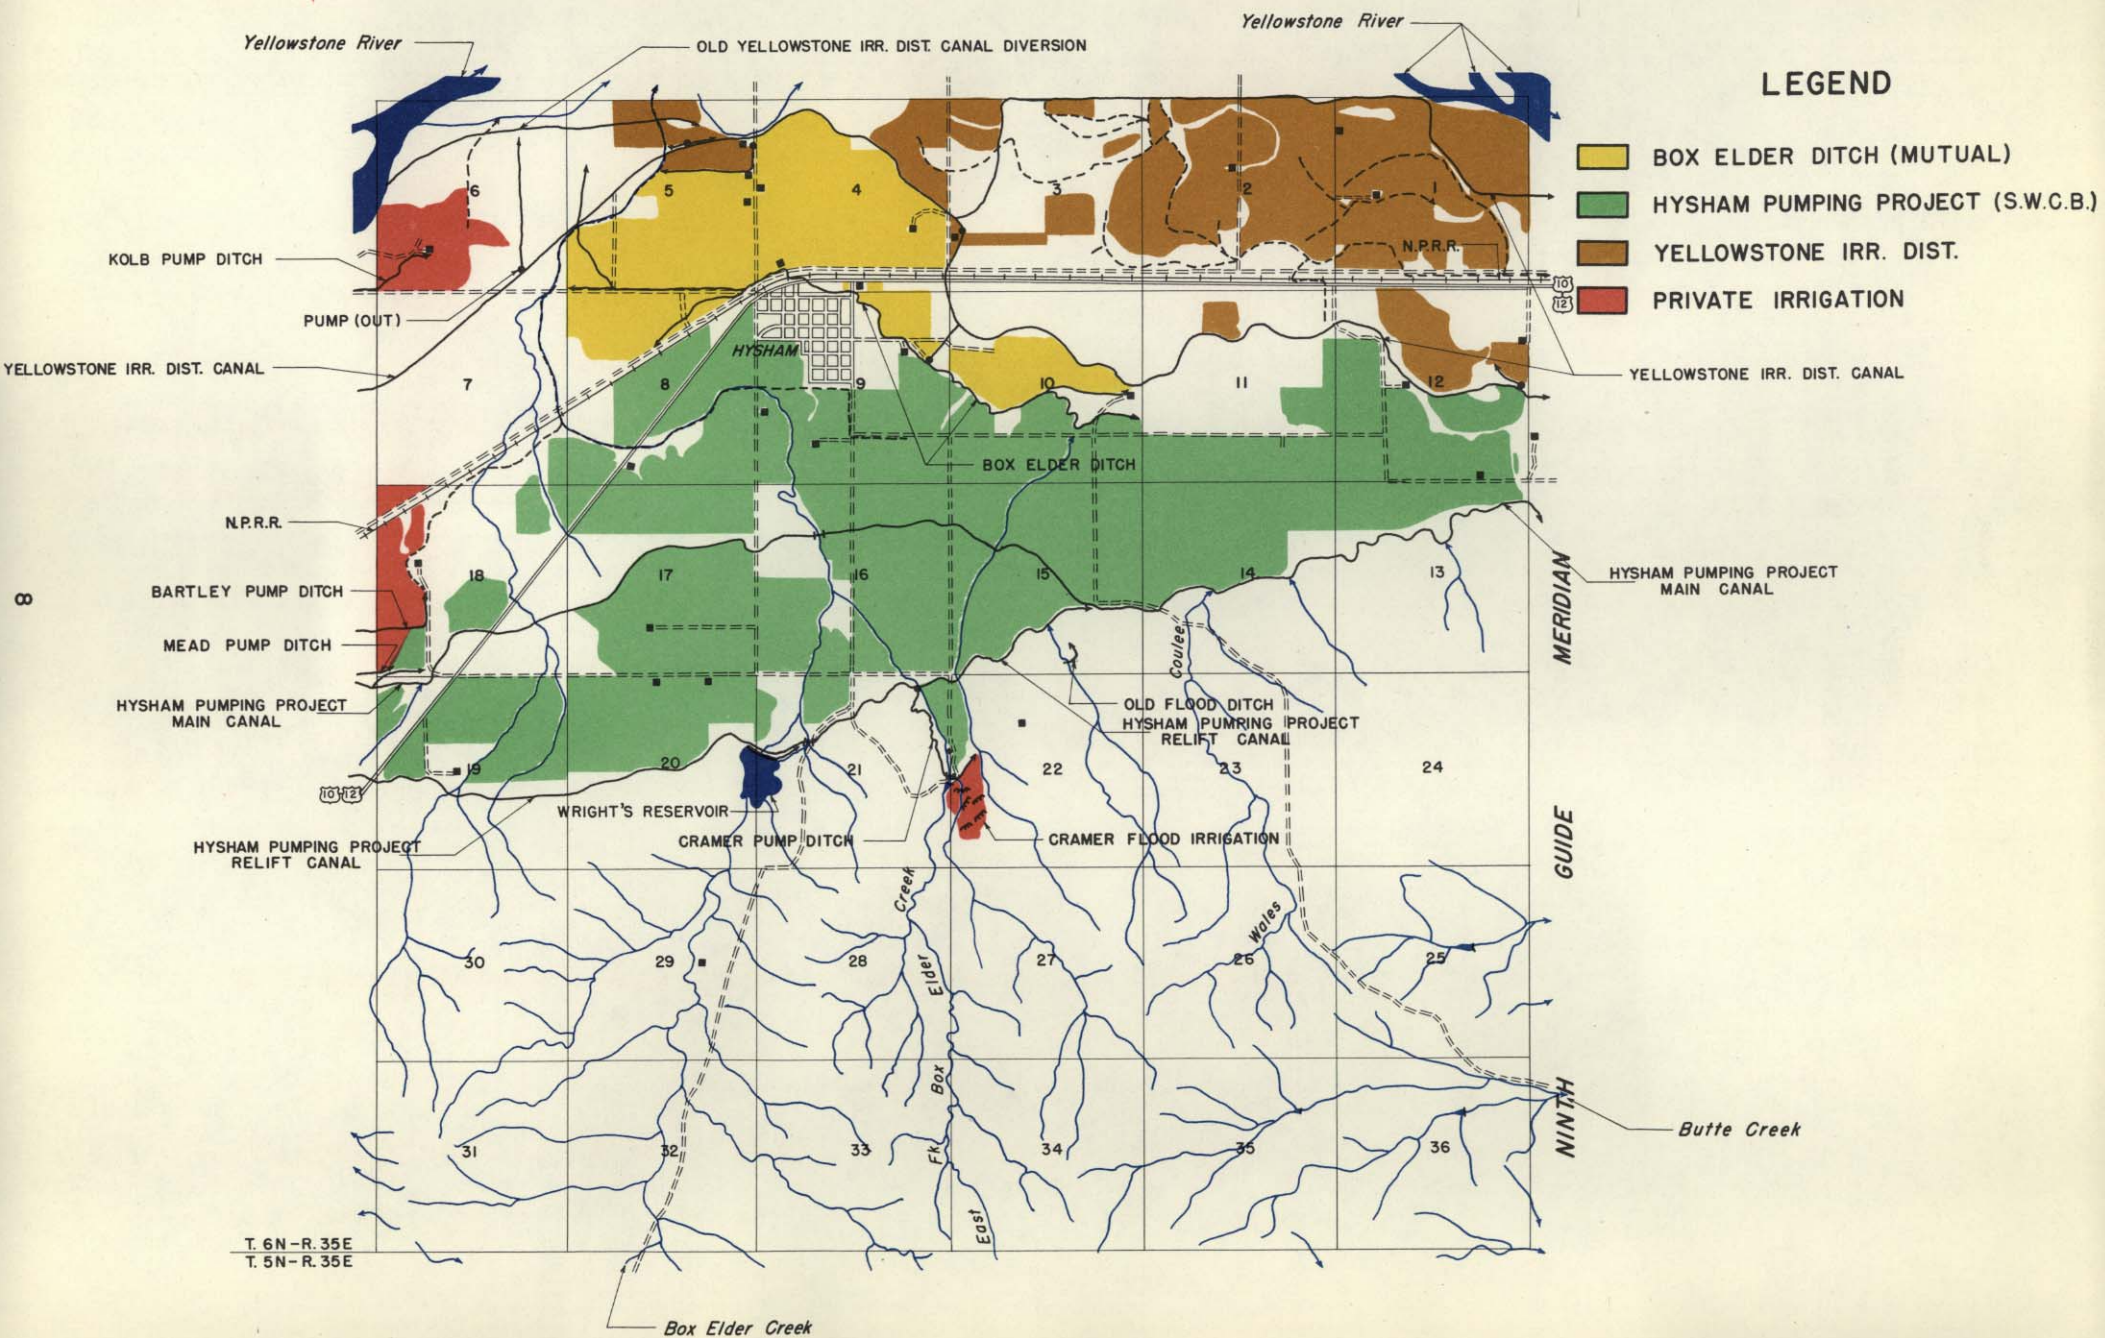 Yellowstone River
OLD YELLOWSTONE IRR. DIST. CANAL DIVERSION
Yellowstone River
LEGEND
BOX ELDER DITCH (MUTUAL)
HYSHAM PUMPING PROJECT (S.W.C.B.)
YELLOWSTONE IRR. DIST.
PRIVATE IRRIGATION
6
5
4
3
2
1
N.P.R.R.
KOLB PUMP DITCH
10
12
PUMP (OUT)
HYSHAM
YELLOWSTONE IRR. DIST. CANAL
YELLOWSTONE IRR. DIST. CANAL
7
8
9
10
11
12
BOX ELDER DITCH
N.P.R.R.
18
17
16
15
14
13
HYSHAM PUMPING PROJECT
MAIN CANAL
BARTLEY PUMP DITCH
8
MEAD PUMP DITCH
Coulee
MERIDIAN
HYSHAM PUMPING PROJECT
MAIN CANAL
OLD FLOOD DITCH
HYSHAM PUMPING PROJECT
RELIFT CANAL
19
20
21
22
23
24
10 12
WRIGHT'S RESERVOIR
CRAMER PUMP DITCH
CRAMER FLOOD IRRIGATION
HYSHAM PUMPING PROJECT
RELIFT CANAL
GUIDE
Creek
Wales
30
29
28
27
26
25
Elder
Box
NINTH
Butte Creek
31
32
33
34
35
36
Fk
East
T. 6N-R. 35E
T. 5N-R. 35E
Box Elder Creek